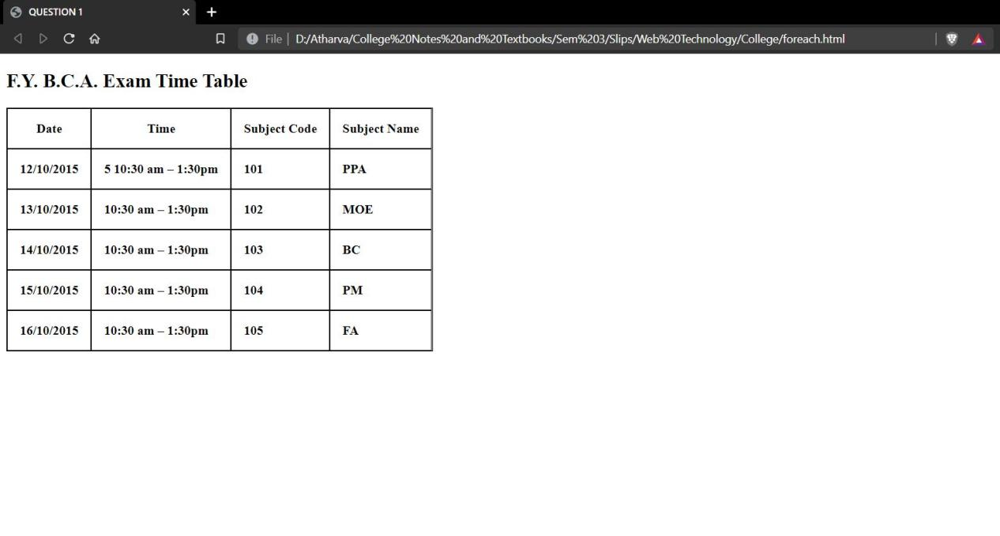 QUESTION 1
File | D:/Atharva/College%20Notes%20and%20Textbooks/Sem%203/Slips/Web%20Technology/College/foreach.html
F.Y. B.C.A. Exam Time Table
Date Time Subject Code Subject Name
12/10/2015 5 10:30 am – 1:30pm 101 PPA
13/10/2015 10:30 am – 1:30pm 102 MOE
14/10/2015 10:30 am – 1:30pm 103 BC
15/10/2015 10:30 am – 1:30pm 104 PM
16/10/2015 10:30 am – 1:30pm 105 FA